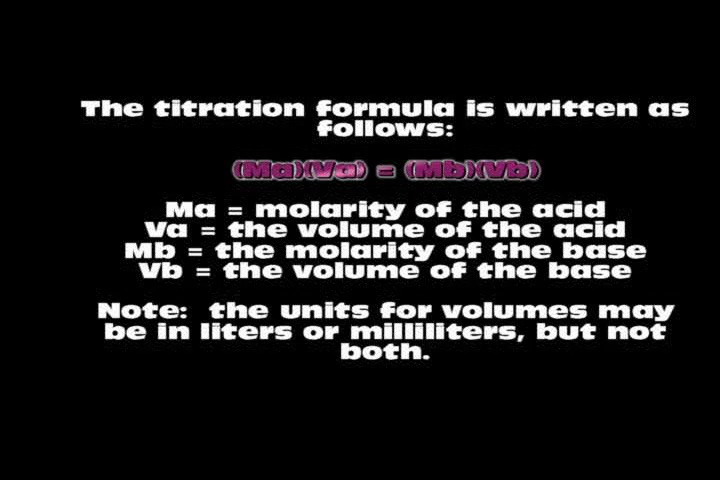 The titration formula is written as
follows:
(Ma)(Va) = (Mb)(Vb)
Ma = molarity of the acid
Va = the volume of the acid
Mb = the molarity of the base
Vb = the volume of the base
Note: the units for volumes may
be in liters or milliliters, but not
both.